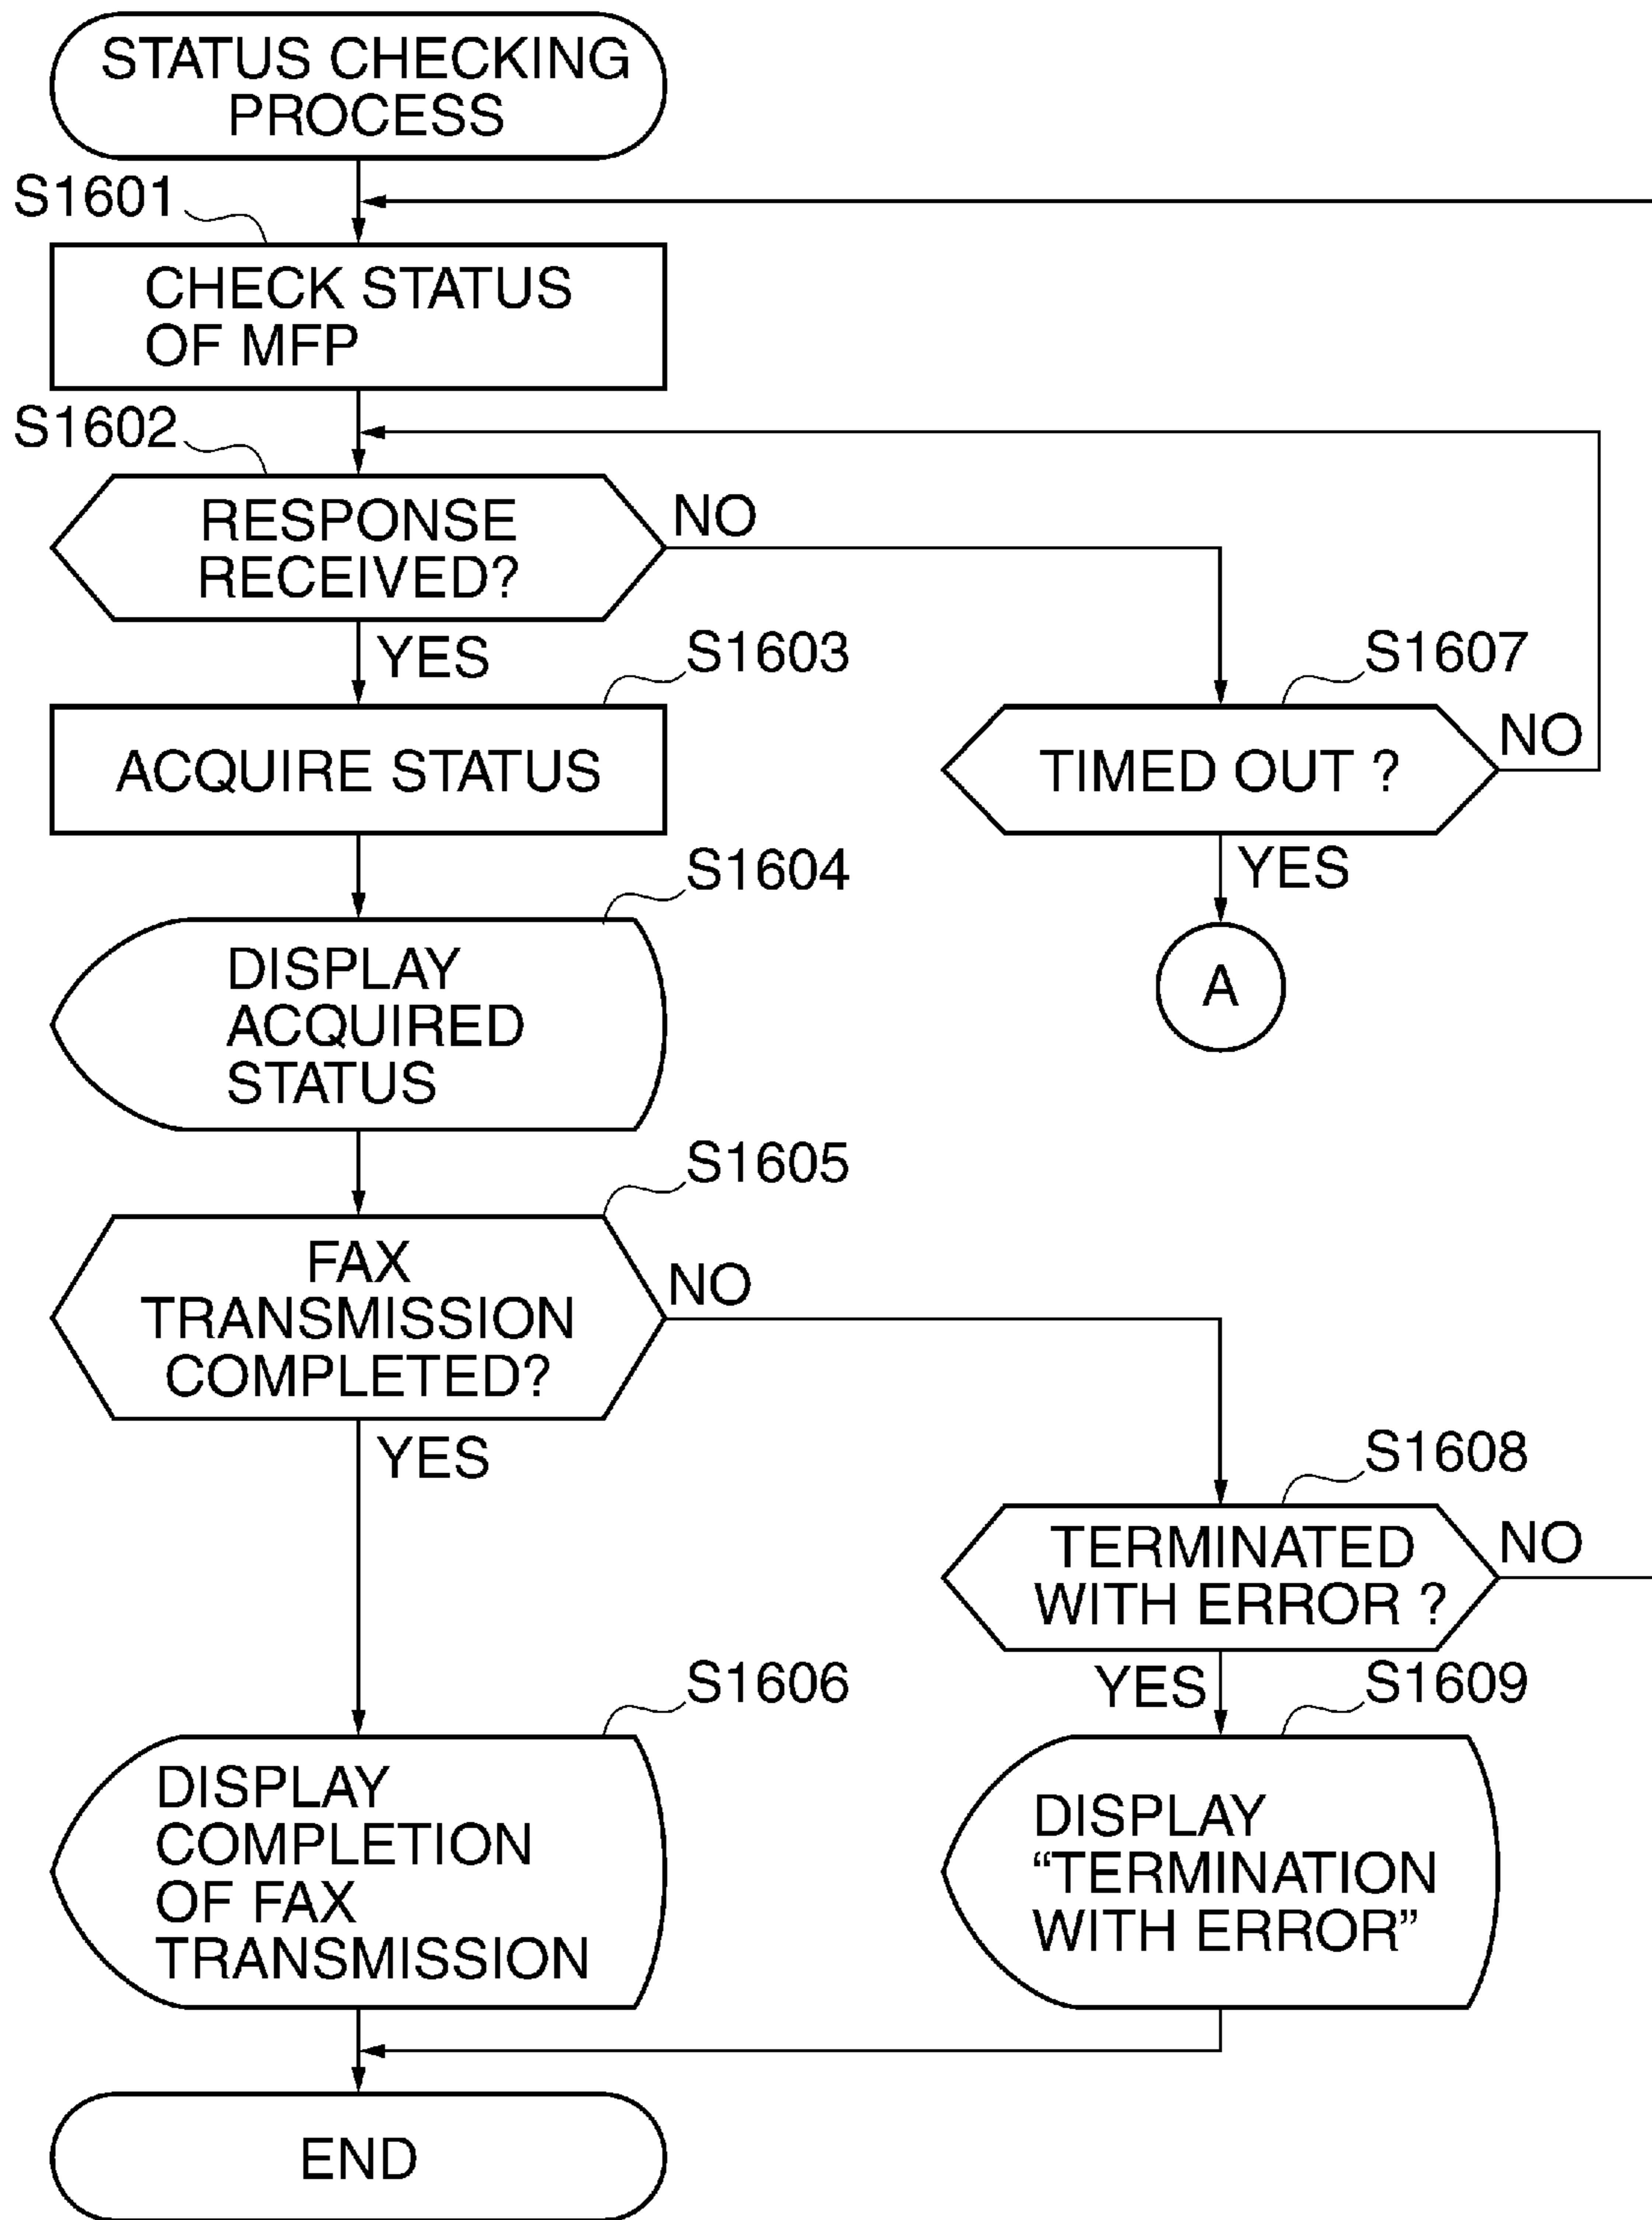 STATUS CHECKING
PROCESS
S1601
CHECK STATUS
OF MFP
S1602
RESPONSE
RECEIVED?
NO
YES
S1603
S1607
ACQUIRE STATUS
TIMED OUT ?
NO
YES
S1604
DISPLAY
ACQUIRED
STATUS
A
S1605
FAX
TRANSMISSION
COMPLETED?
NO
YES
S1608
TERMINATED
WITH ERROR ?
NO
YES
S1606
S1609
DISPLAY
COMPLETION
OF FAX
TRANSMISSION
DISPLAY
“TERMINATION
WITH ERROR”
END